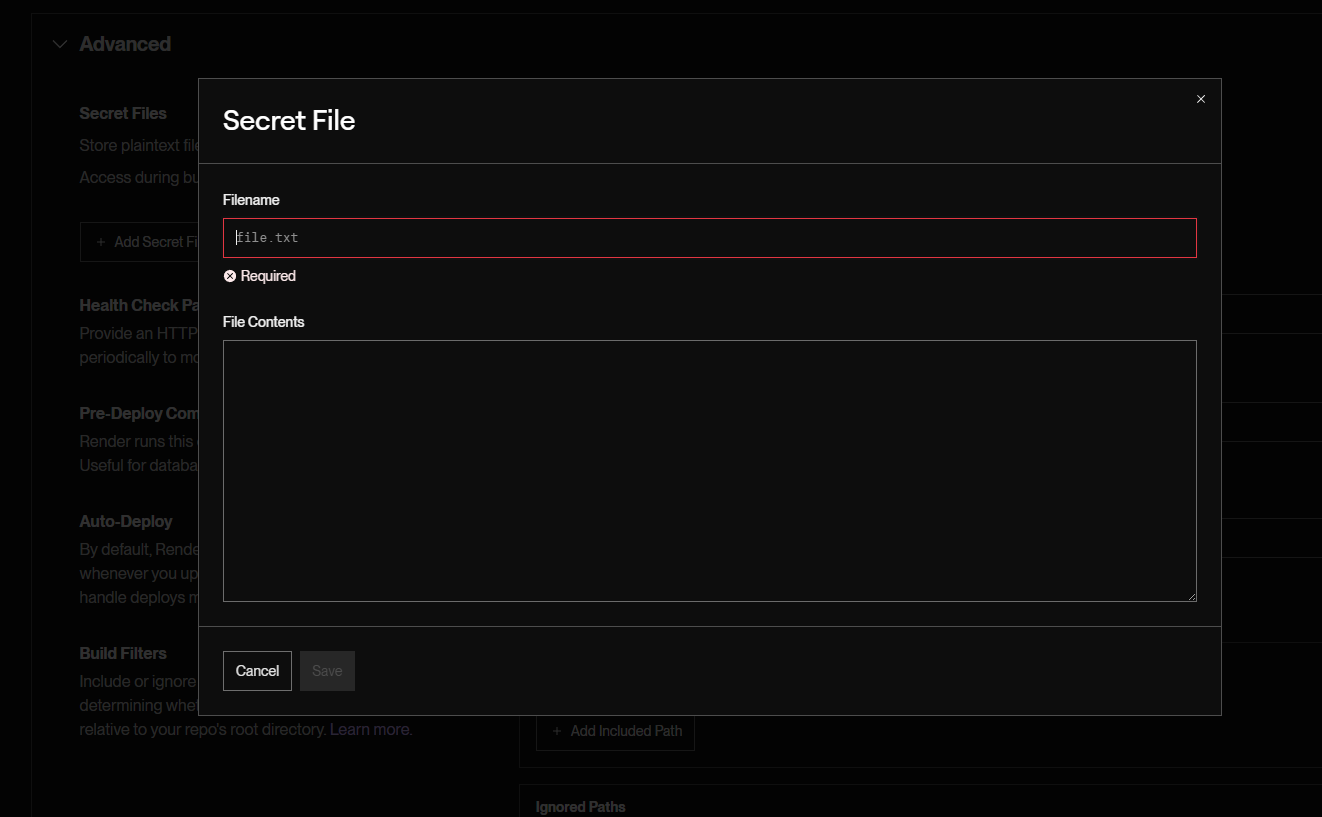 Advanced
Secret File
Secret Files
Store plaintext file
Access during bu
+ Add Secret Fi
Filename
file.txt
Required
File Contents
Health Check Pa
Provide an HTTP
periodically to mo
Pre-Deploy Com
Render runs this
Useful for databa
Auto-Deploy
By default, Rende
whenever you up
handle deploys m
Build Filters
Include or ignore
determining whet
relative to your repo's root directory. Learn more.
Cancel
Save
+ Add Included Path
Ignored Paths